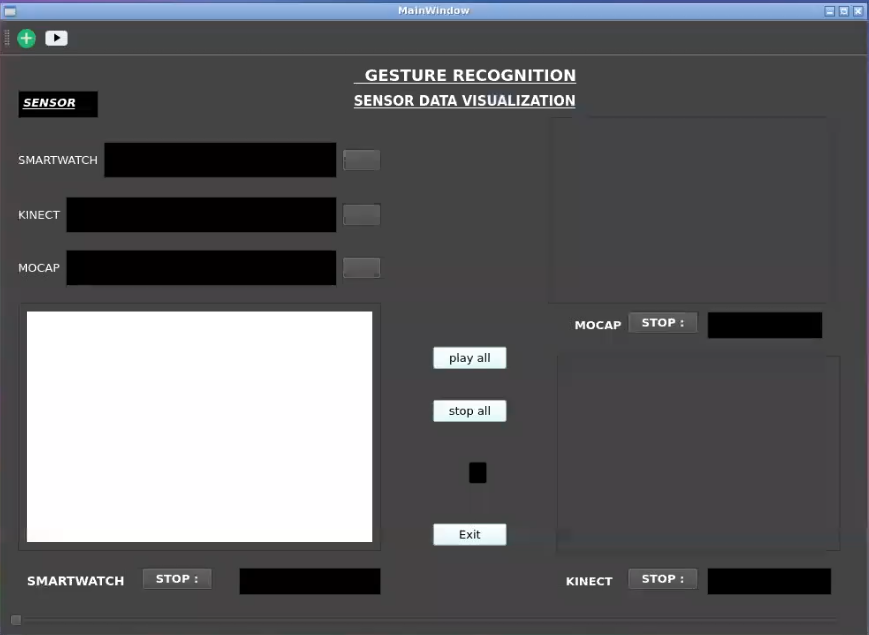 MainWindow
GESTURE RECOGNITION
SENSOR DATA VISUALIZATION
SENSOR
SMARTWATCH
KINECT
MOCAP
MOCAP STOP :
play all
stop all
Exit
SMARTWATCH STOP :
KINECT STOP :